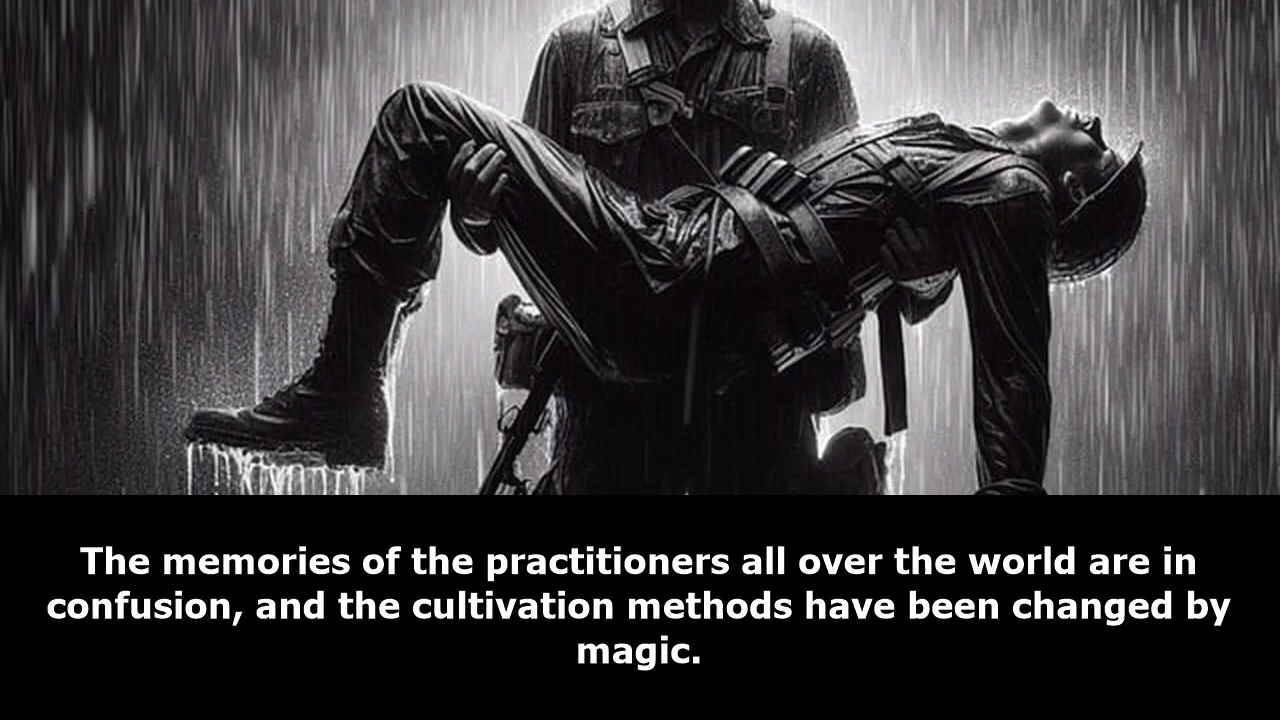 The memories of the practitioners all over the world are in
confusion, and the cultivation methods have been changed by
magic.